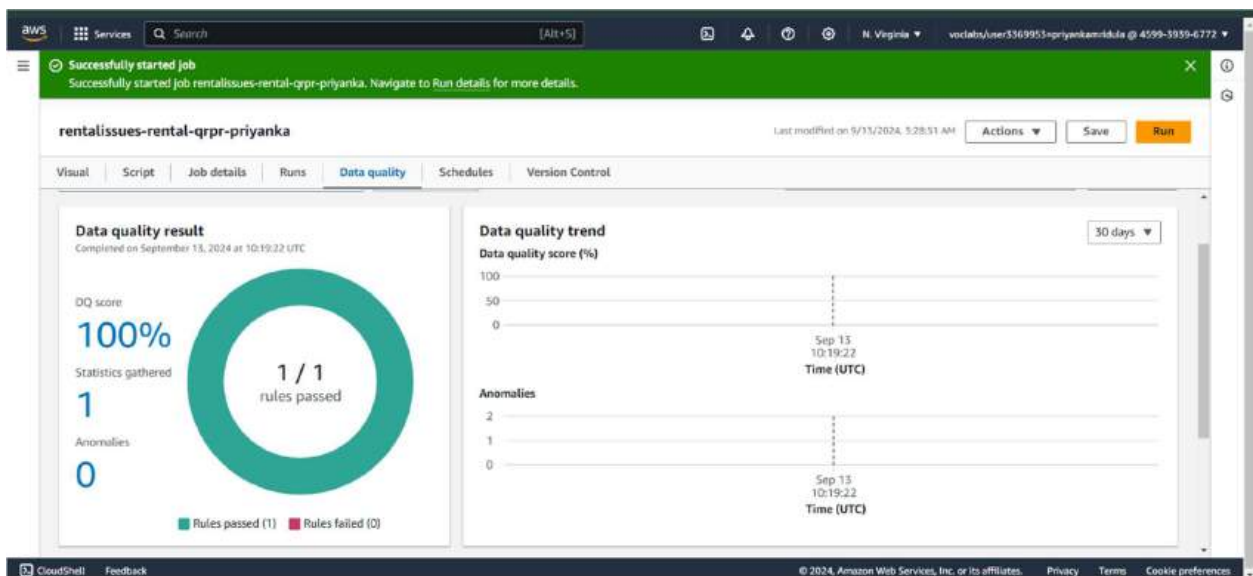 aws Services Search [Alt+S] N. Virginia ▼ voclabs/user3369953=priyankamridula @ 4599-3939-6772 ▼
Successfully started job
Successfully started job rentalissues-rental-qrpr-priyanka. Navigate to Run details for more details.
rentalissues-rental-qrpr-priyanka Last modified on 9/13/2024, 3:28:51 AM Actions ▼ Save Run
Visual Script Job details Runs Data quality Schedules Version Control
Data quality result
Completed on September 13, 2024 at 10:19:22 UTC
DQ score
100%
Statistics gathered
1
Anomalies
0
1 / 1
rules passed
Rules passed (1) Rules failed (0)
Data quality trend 30 days ▼
Data quality score (%)
100
50
0
Sep 13
10:19:22
Time (UTC)
Anomalies
2
1
0
Sep 13
10:19:22
Time (UTC)
CloudShell Feedback © 2024, Amazon Web Services, Inc. or its affiliates. Privacy Terms Cookie preferences